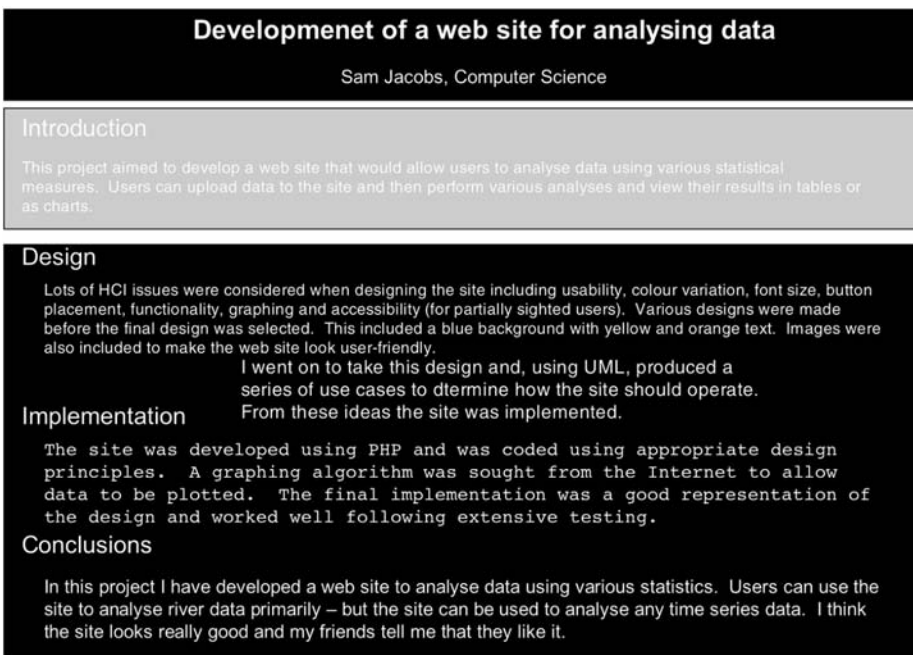 Developmenet of a web site for analysing data
Sam Jacobs, Computer Science
Introduction
This project aimed to develop a web site that would allow users to analyse data using various statistical
measures.  Users can upload data to the site and then perform various analyses and view their results in tables or
as charts.
Design
Lots of HCI issues were considered when designing the site including usability, colour variation, font size, button
placement, functionality, graphing and accessibility (for partially sighted users).  Various designs were made
before the final design was selected.  This included a blue background with yellow and orange text.  Images were
also included to make the web site look user-friendly.
I went on to take this design and, using UML, produced a
series of use cases to dtermine how the site should operate.
From these ideas the site was implemented.
Implementation
The site was developed using PHP and was coded using appropriate design
principles.  A graphing algorithm was sought from the Internet to allow
data to be plotted.  The final implementation was a good representation of
the design and worked well following extensive testing.
Conclusions
In this project I have developed a web site to analyse data using various statistics.  Users can use the
site to analyse river data primarily – but the site can be used to analyse any time series data.  I think
the site looks really good and my friends tell me that they like it.